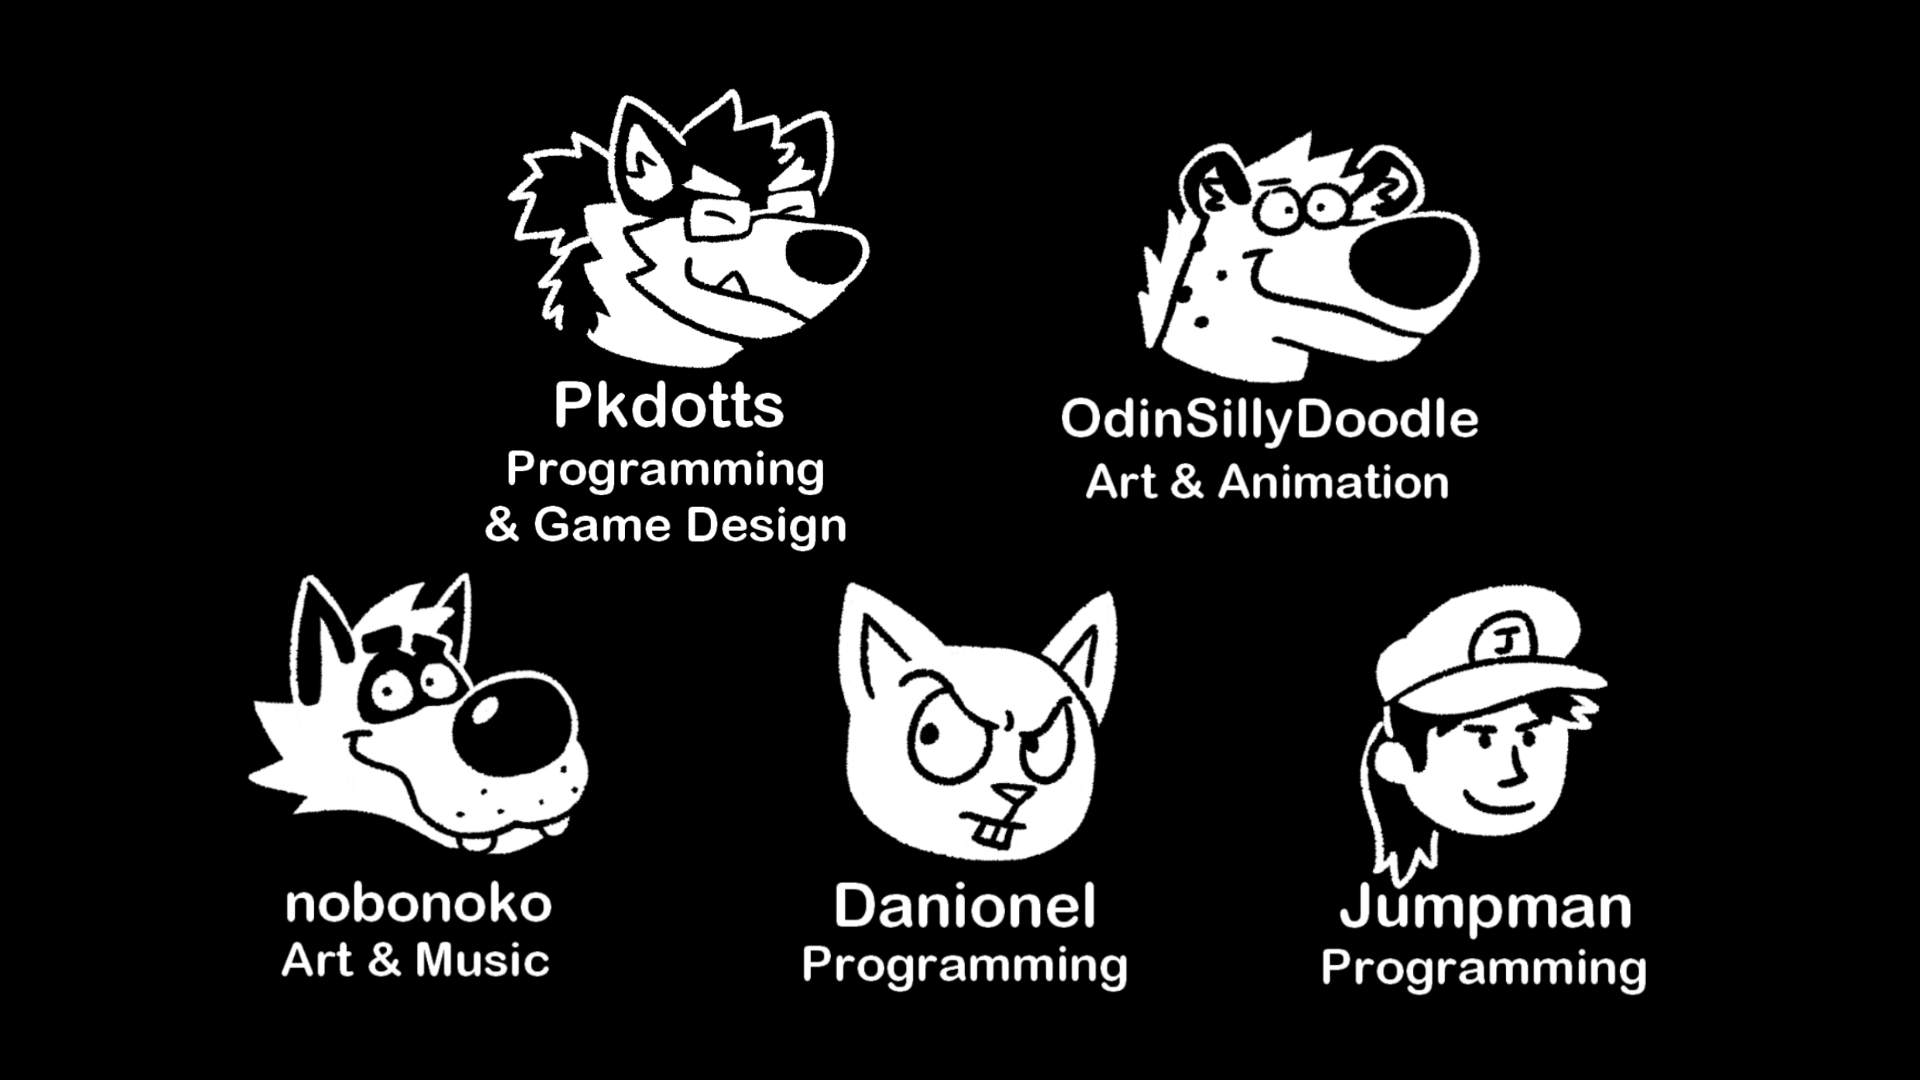 Pkdotts
Programming
& Game Design
OdinSillyDoodle
Art & Animation
nobonoko
Art & Music
Danionel
Programming
J
Jumpman
Programming